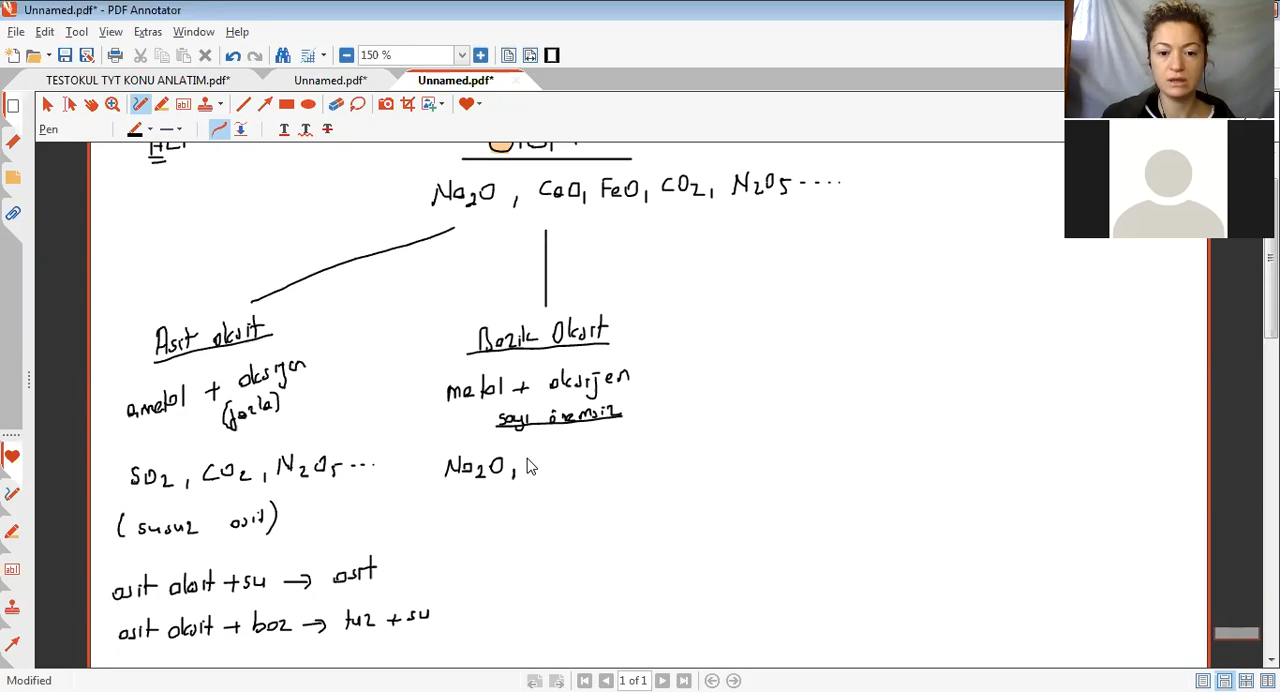 Unnamed.pdf* - PDF Annotator
File Edit Tool View Extras Window Help
150 %
TESTOKUL TYT KONU ANLATIM.pdf* Unnamed.pdf* Unnamed.pdf*
Pen
Na2O , CaO, FeO, CO2, N2O5 ....
Asit oksit
Bazik Oksit
ametal + oksijen
(fazla)
metal + oksijen
sayı önemsiz
SO2 , CO2 , N2O5 ...
Na2O ,
(susuz asit)
asit oksit + su → asit
asit oksit + baz → tuz + su
1 of 1
Modified